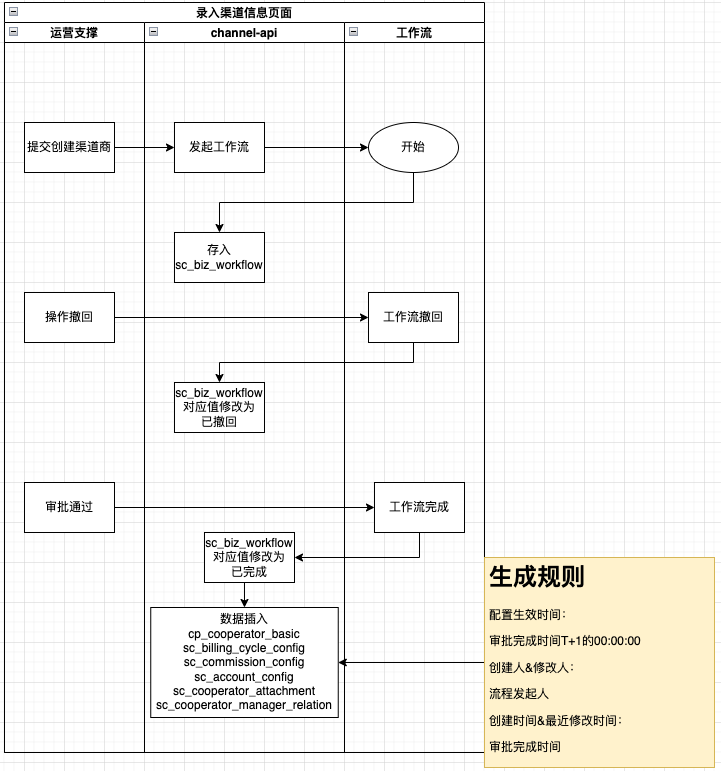 录入渠道信息页面
运营支撑
channel-api
工作流
提交创建渠道商
发起工作流
开始
存入
sc_biz_workflow
操作撤回
工作流撤回
sc_biz_workflow
对应值修改为
已撤回
审批通过
工作流完成
sc_biz_workflow
对应值修改为
已完成
数据插入
cp_cooperator_basic
sc_billing_cycle_config
sc_commission_config
sc_account_config
sc_cooperator_attachment
sc_cooperator_manager_relation
生成规则
配置生效时间：
审批完成时间T+1的00:00:00
创建人&修改人：
流程发起人
创建时间&最近修改时间：
审批完成时间